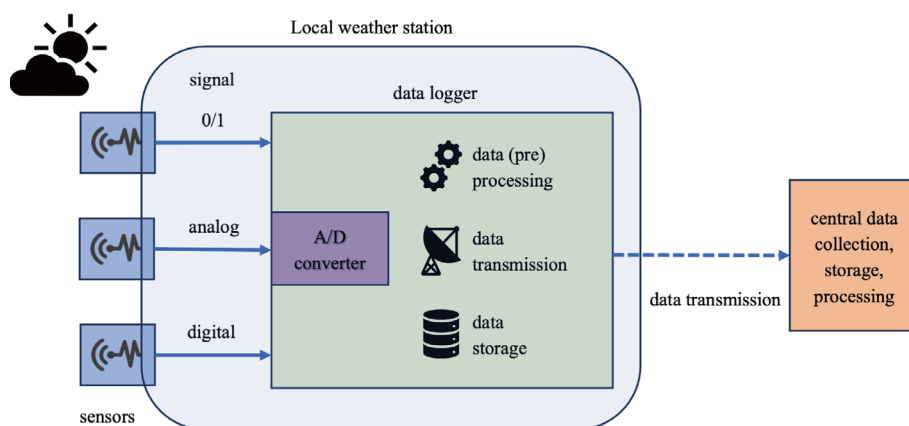 Local weather station
signal
0/1
data logger
data (pre)
processing
analog
A/D
converter
data
transmission
central data
collection,
storage,
processing
data transmission
digital
data
storage
sensors